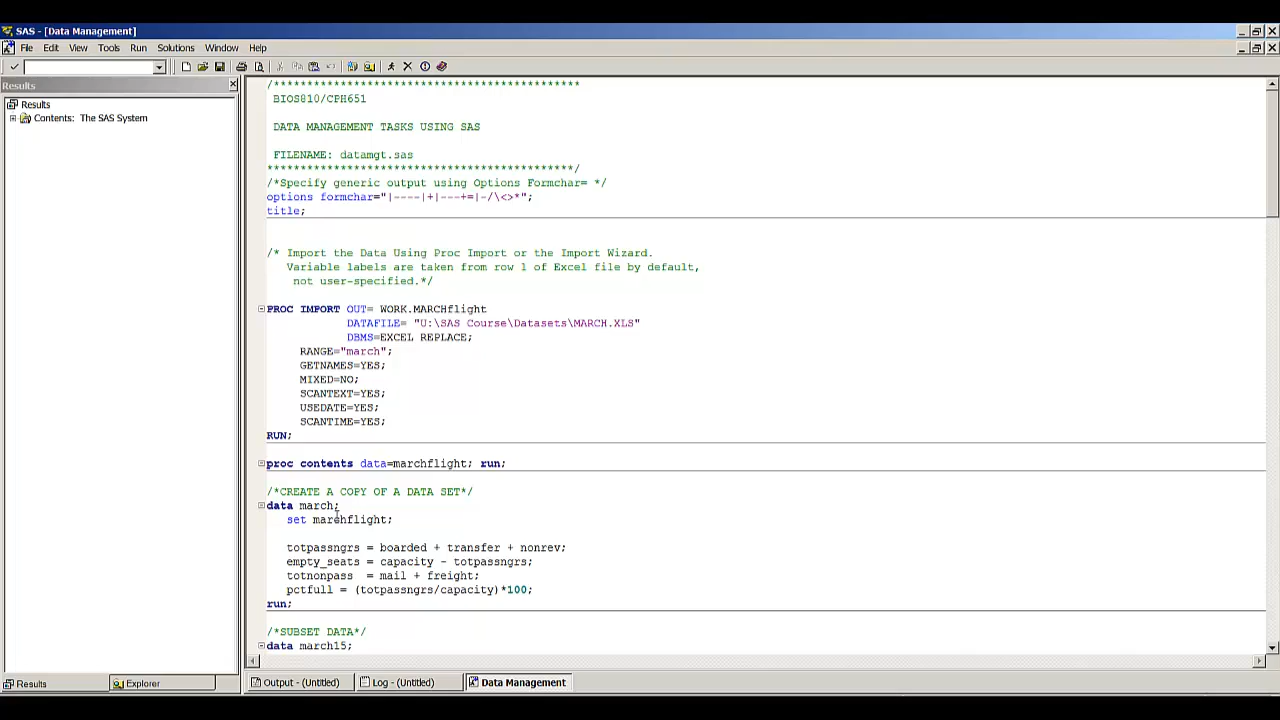 SAS - [Data Management]
File Edit View Tools Run Solutions Window Help
Results
Results
Contents: The SAS System
/**********************************************
BIOS810/CPH651
DATA MANAGEMENT TASKS USING SAS
FILENAME: datamgt.sas
**********************************************/
/*Specify generic output using Options Formchar= */
options formchar="|----|+|---+=|-/\<>*";
title;
/* Import the Data Using Proc Import or the Import Wizard.
Variable labels are taken from row 1 of Excel file by default,
not user-specified.*/
PROC IMPORT OUT= WORK.MARCHflight
DATAFILE= "U:\SAS Course\Datasets\MARCH.XLS"
DBMS=EXCEL REPLACE;
RANGE="march";
GETNAMES=YES;
MIXED=NO;
SCANTEXT=YES;
USEDATE=YES;
SCANTIME=YES;
RUN;
proc contents data=marchflight; run;
/*CREATE A COPY OF A DATA SET*/
data march;
set marchflight;
totpassngrs = boarded + transfer + nonrev;
empty_seats = capacity - totpassngrs;
totnonpass = mail + freight;
pctfull = (totpassngrs/capacity)*100;
run;
/*SUBSET DATA*/
data march15;
Results Explorer Output - (Untitled) Log - (Untitled) Data Management